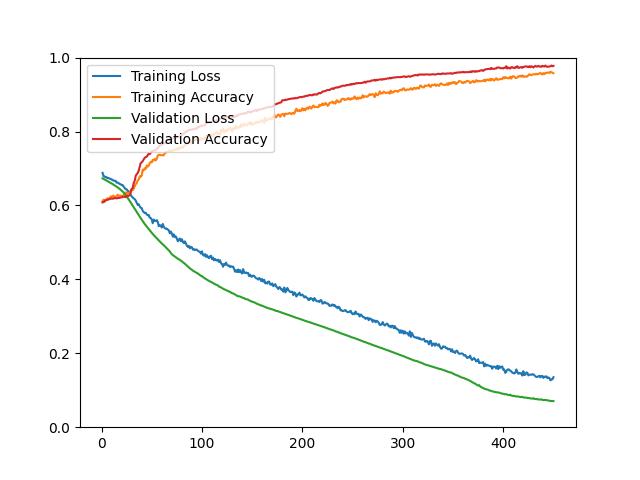 1.0
0.8
0.6
0.4
0.2
0.0
Training Loss
Training Accuracy
Validation Loss
Validation Accuracy
0 100 200 300 400